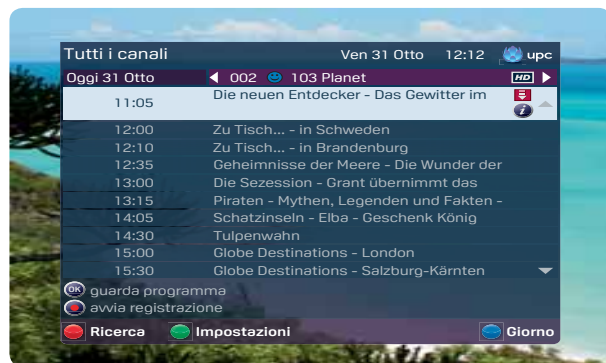 Tutti i canali Ven 31 Otto 12:12 upc
Oggi 31 Otto 002 103 Planet HD
11:05 Die neuen Entdecker - Das Gewitter im
12:00 Zu Tisch... - in Schweden
12:10 Zu Tisch... - in Brandenburg
12:35 Geheimnisse der Meere - Die Wunder der
13:00 Die Sezession - Grant übernimmt das
13:15 Piraten - Mythen, Legenden und Fakten -
14:05 Schatzinseln - Elba - Geschenk König
14:30 Tulpenwahn
15:00 Globe Destinations - London
15:30 Globe Destinations - Salzburg-Kärnten
OK guarda programma
avvia registrazione
Ricerca Impostazioni Giorno